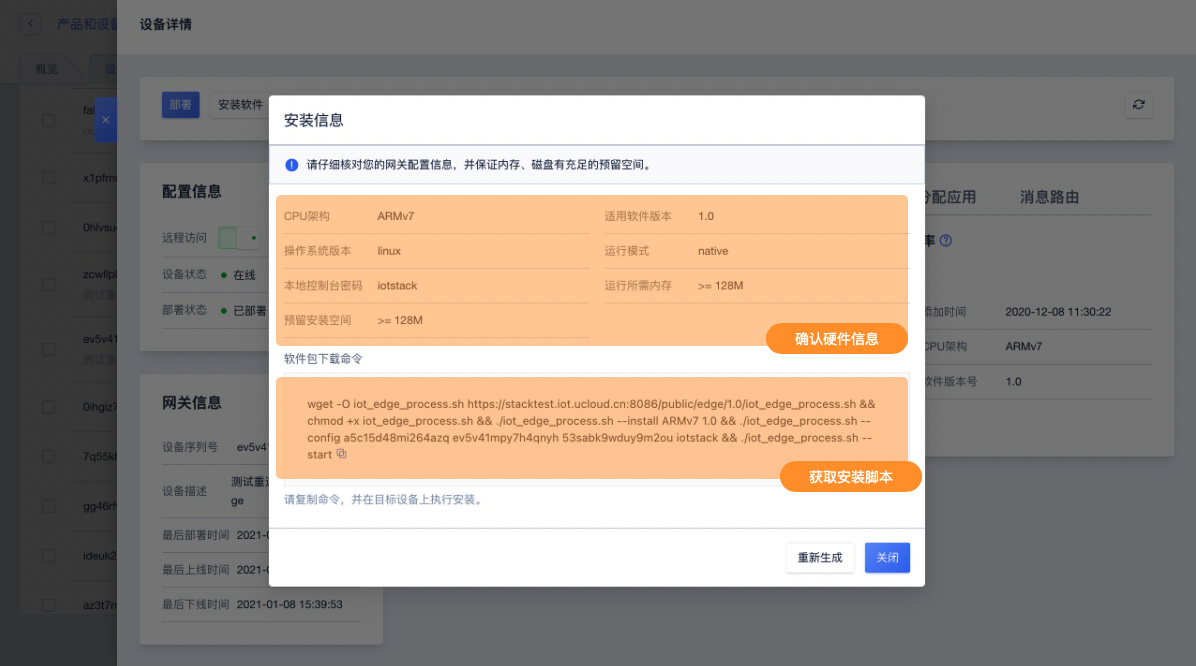 产品和设备
设备详情
概览
设
部署
安装软件
安装信息
请仔细核对您的网关配置信息，并保证内存、磁盘有充足的预留空间。
CPU架构 ARMv7
适用软件版本 1.0
操作系统版本 linux
运行模式 native
本地控制台密码 iotstack
运行所需内存 >= 128M
预留安装空间 >= 128M
确认硬件信息
软件包下载命令
wget -O iot_edge_process.sh https://stacktest.iot.ucloud.cn:8086/public/edge/1.0/iot_edge_process.sh &&
chmod +x iot_edge_process.sh && ./iot_edge_process.sh --install ARMv7 1.0 && ./iot_edge_process.sh --
config a5c15d48mi264azq ev5v41mpy7h4qnyh 53sabk9wduy9m2ou iotstack && ./iot_edge_process.sh --
start
获取安装脚本
请复制命令，并在目标设备上执行安装。
重新生成
关闭
配置信息
远程访问
设备状态 在线
部署状态 已部署
网关信息
设备序列号 ev5v41
设备描述 测试重
ge
最后部署时间 2021-
最后上线时间 2021-
最后下线时间 2021-01-08 15:39:53
分配应用
消息路由
率
添加时间 2020-12-08 11:30:22
CPU架构 ARMv7
软件版本号 1.0
x1pfm
0hlvsu
zcwllp
测试重
ev5v41
测试重
0ihgiz7
7q55k
gg46rf
ideuk2
az3t7